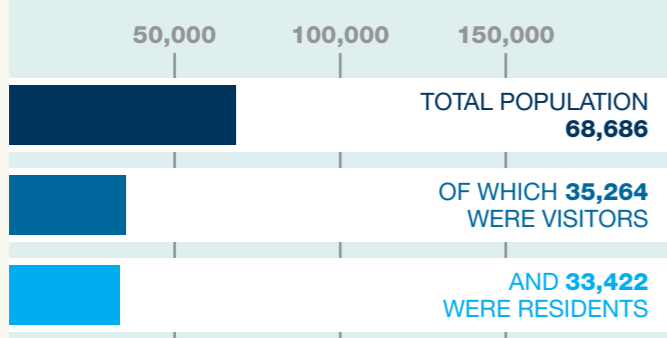 50,000 100,000 150,000
TOTAL POPULATION
68,686
OF WHICH 35,264
WERE VISITORS
AND 33,422
WERE RESIDENTS